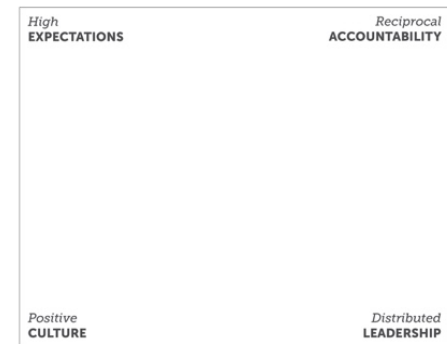 High
EXPECTATIONS
Reciprocal
ACCOUNTABILITY
Positive
CULTURE
Distributed
LEADERSHIP